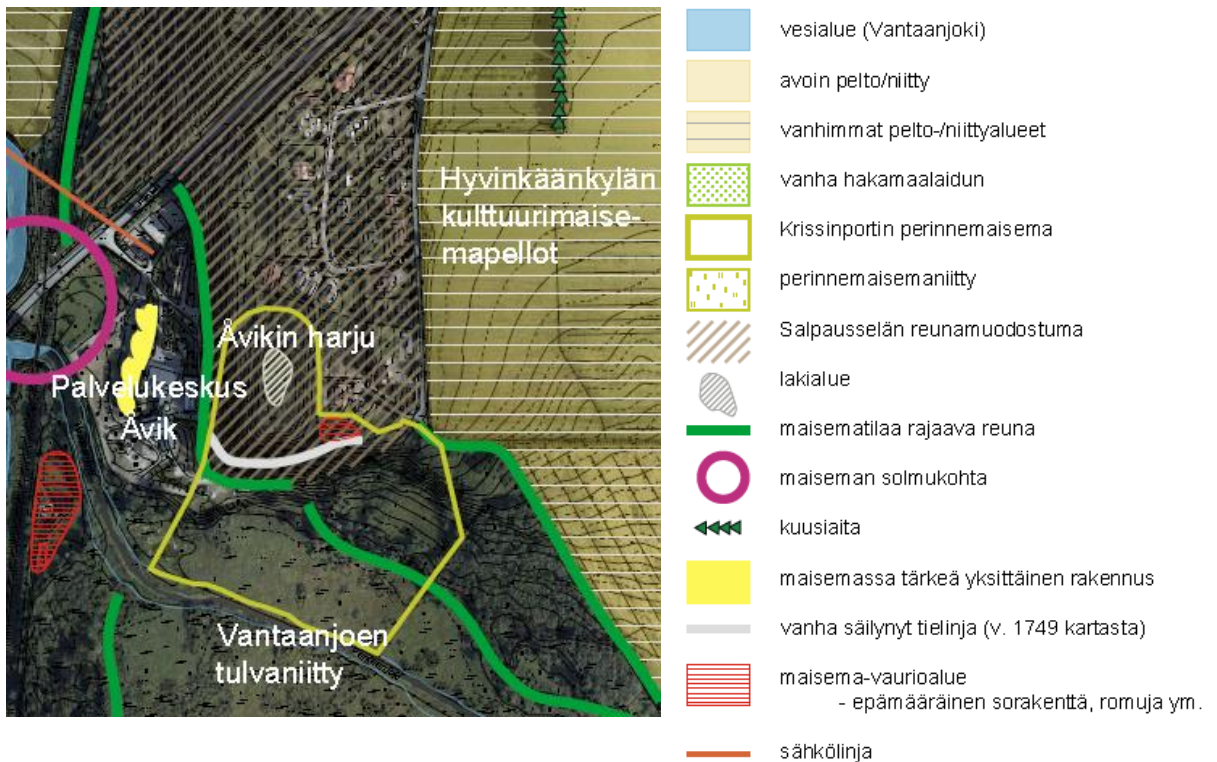 Hyvinkäänkylän
kulttuurimaise-
mapellot
Åvikin harju
Palvelukeskus
Åvik
Vantaanjoen
tulvaniitty
vesialue (Vantaanjoki)
avoin pelto/niitty
vanhimmat pelto-/niittyalueet
vanha hakamaalaidun
Krissinportin perinnemaisema
perinnemaisemaniitty
Salpausselän reunamuodostuma
lakialue
maisematilaa rajaava reuna
maiseman solmukohta
kuusiaita
maisemassa tärkeä yksittäinen rakennus
vanha säilynyt tielinja (v. 1749 kartasta)
maisema-vaurioalue
- epämääräinen sorakenttä, romuja ym.
sähkölinja